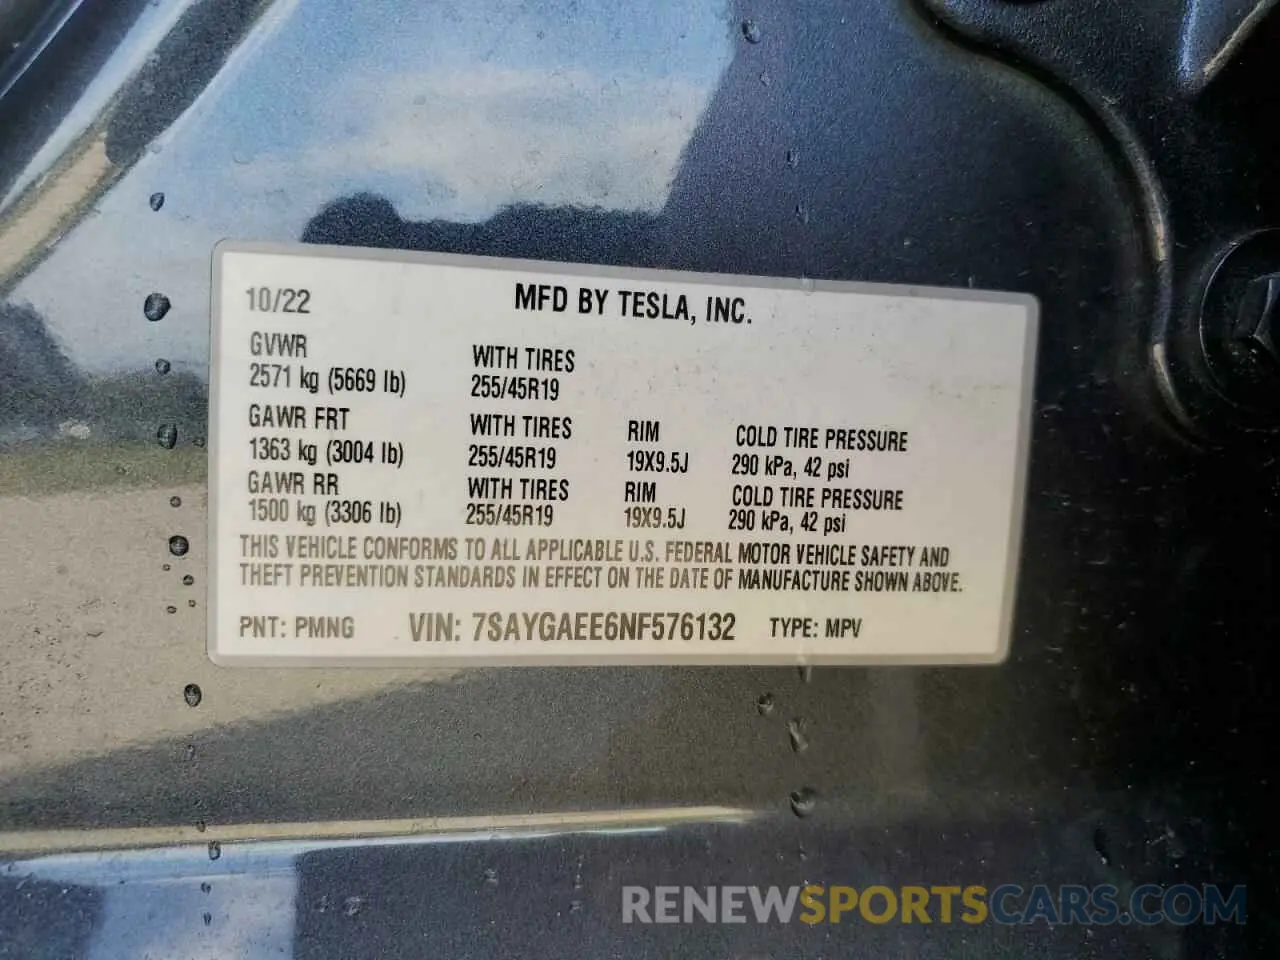 10/22 MFD BY TESLA, INC.
GVWR WITH TIRES
2571 kg (5669 lb) 255/45R19
GAWR FRT WITH TIRES RIM COLD TIRE PRESSURE
1363 kg (3004 lb) 255/45R19 19X9.5J 290 kPa, 42 psi
GAWR RR WITH TIRES RIM COLD TIRE PRESSURE
1500 kg (3306 lb) 255/45R19 19X9.5J 290 kPa, 42 psi
THIS VEHICLE CONFORMS TO ALL APPLICABLE U.S. FEDERAL MOTOR VEHICLE SAFETY AND
THEFT PREVENTION STANDARDS IN EFFECT ON THE DATE OF MANUFACTURE SHOWN ABOVE.
PNT: PMNG VIN: 7SAYGAEE6NF576132 TYPE: MPV
RENEWSPORTSCARS.COM